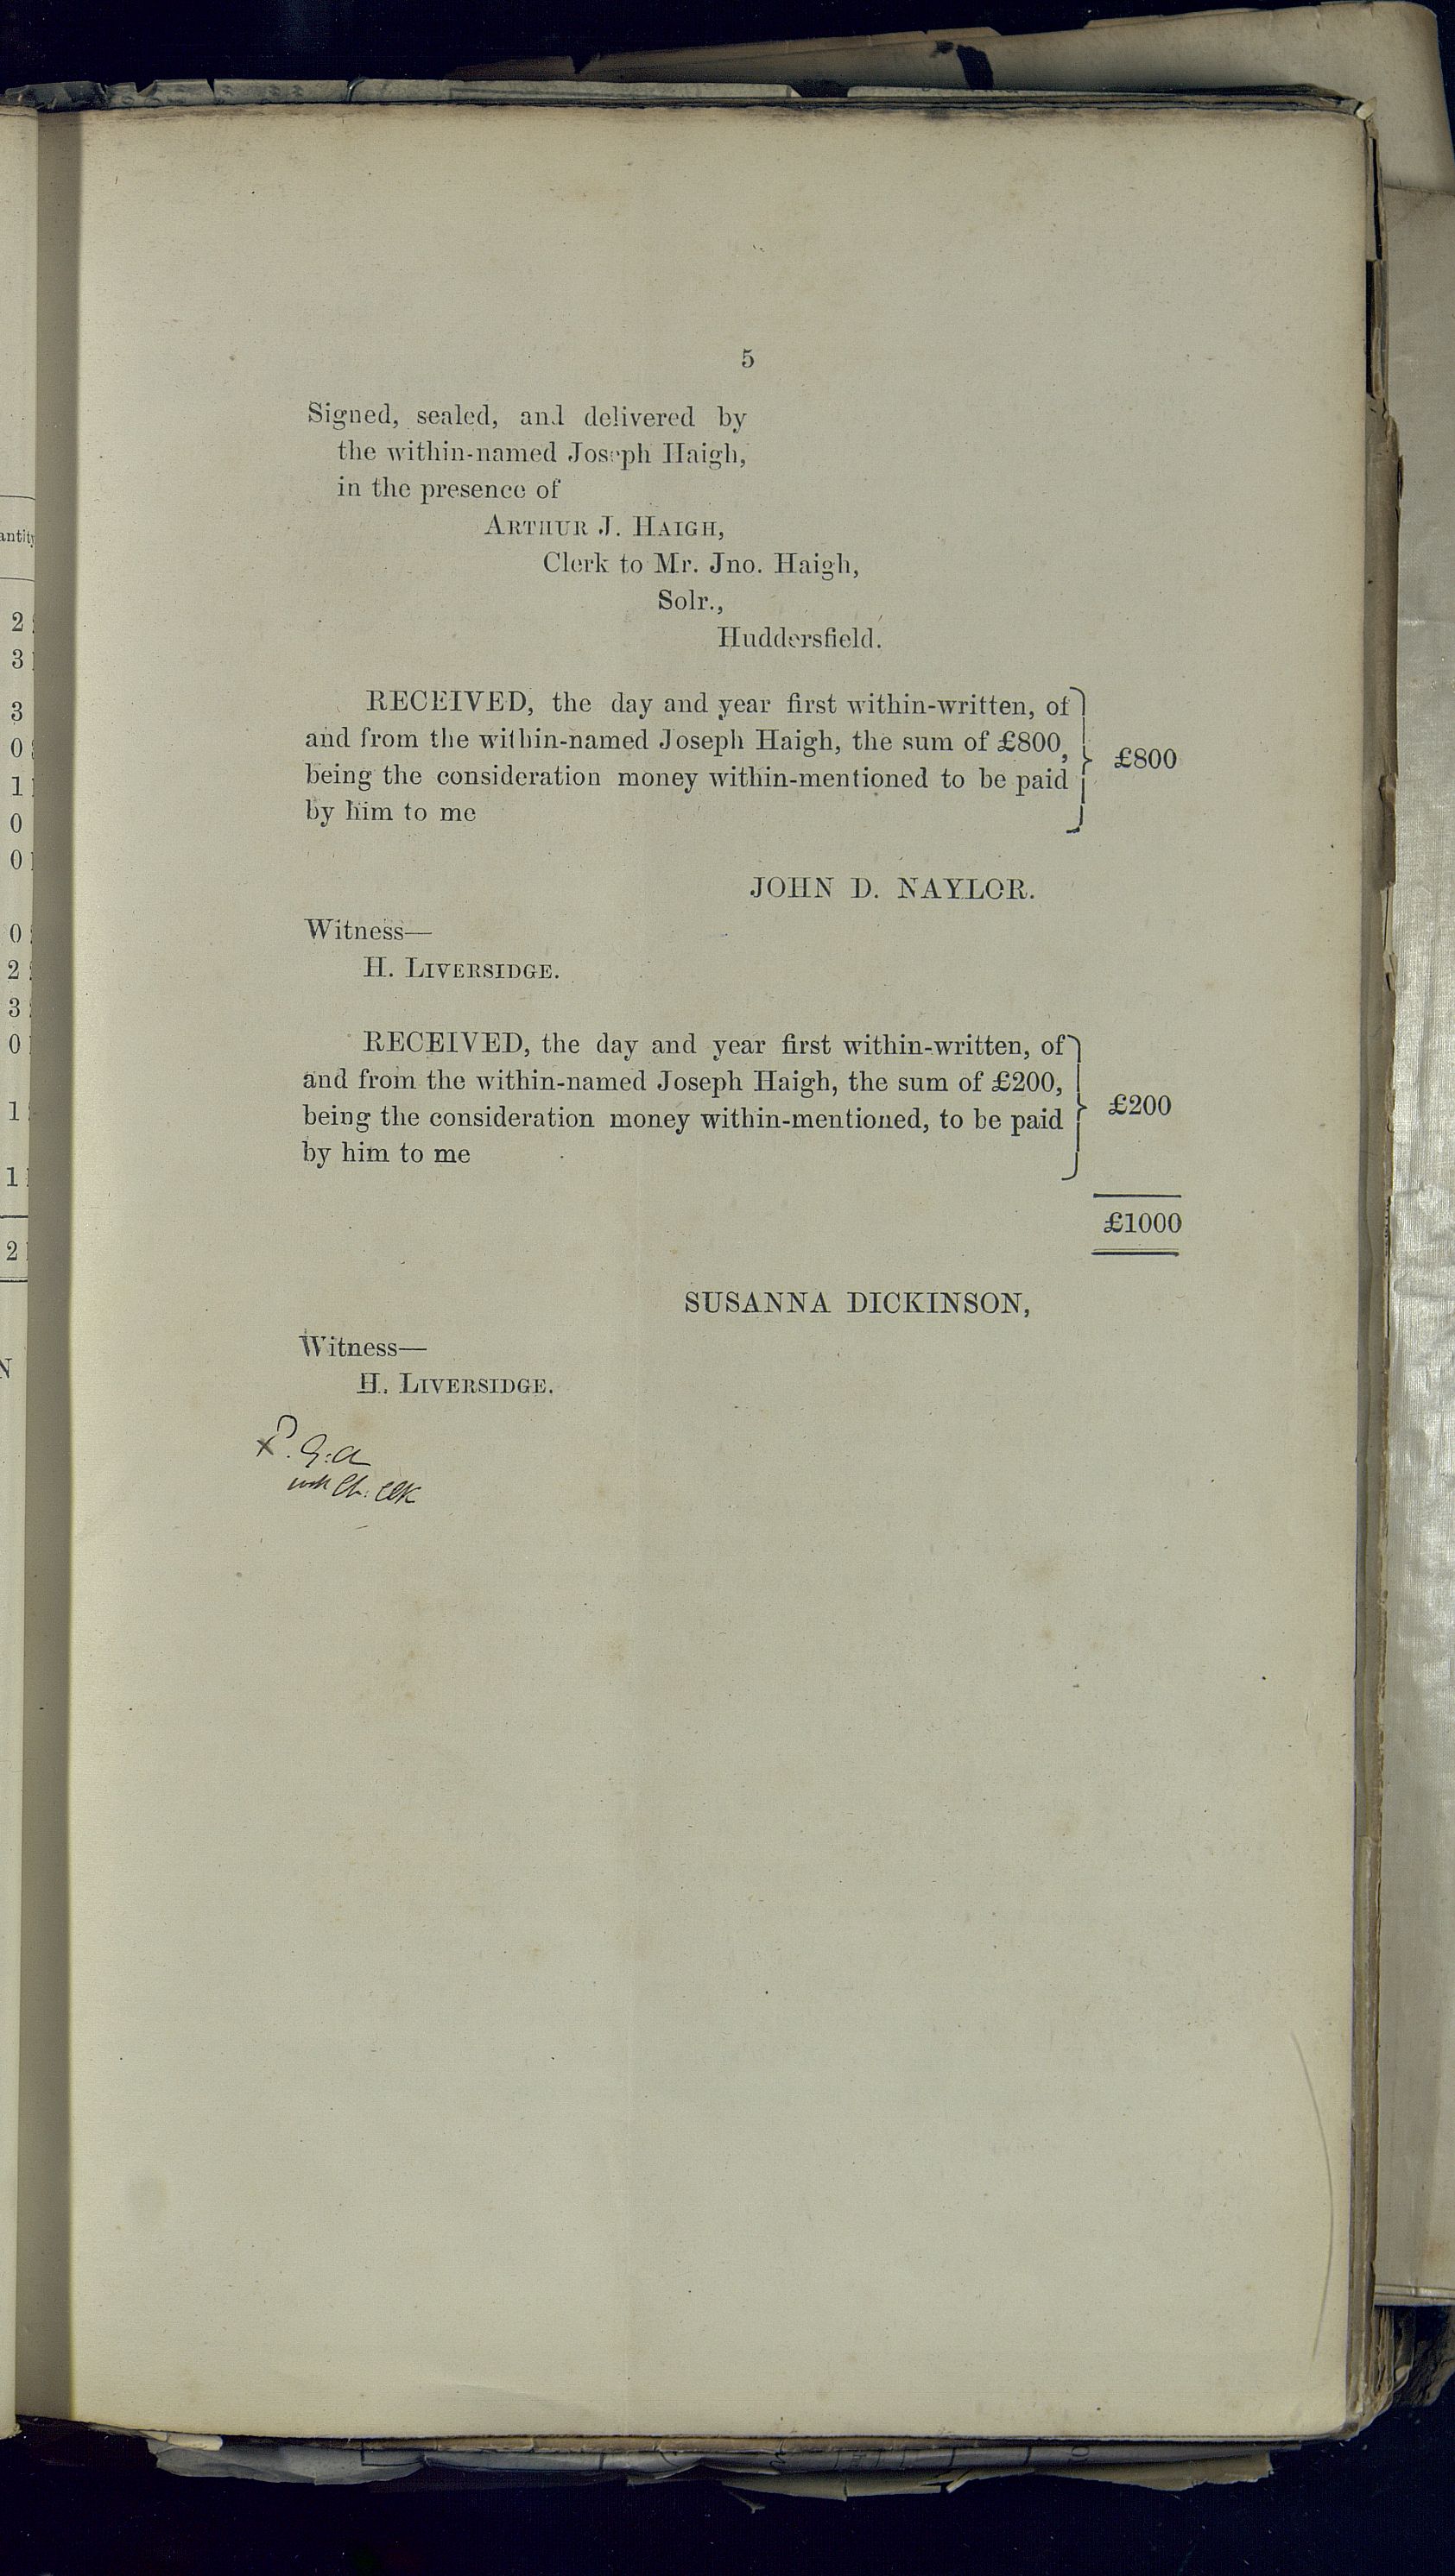 5
Signed, sealed, and delivered by
the within-named Joseph Haigh,
in the presence of
ARTHUR J. HAIGH,
Clerk to Mr. Jno. Haigh,
Solr.,
Huddersfield.
RECEIVED, the day and year first within-written, of
and from the within-named Joseph Haigh, the sum of £800,
being the consideration money within-mentioned to be paid
by him to me
£800
JOHN D. NAYLOR.
Witness—
H. LIVERSIDGE.
RECEIVED, the day and year first within-written, of
and from the within-named Joseph Haigh, the sum of £200,
being the consideration money within-mentioned, to be paid
by him to me
£200
£1000
SUSANNA DICKINSON,
Witness—
H. LIVERSIDGE.